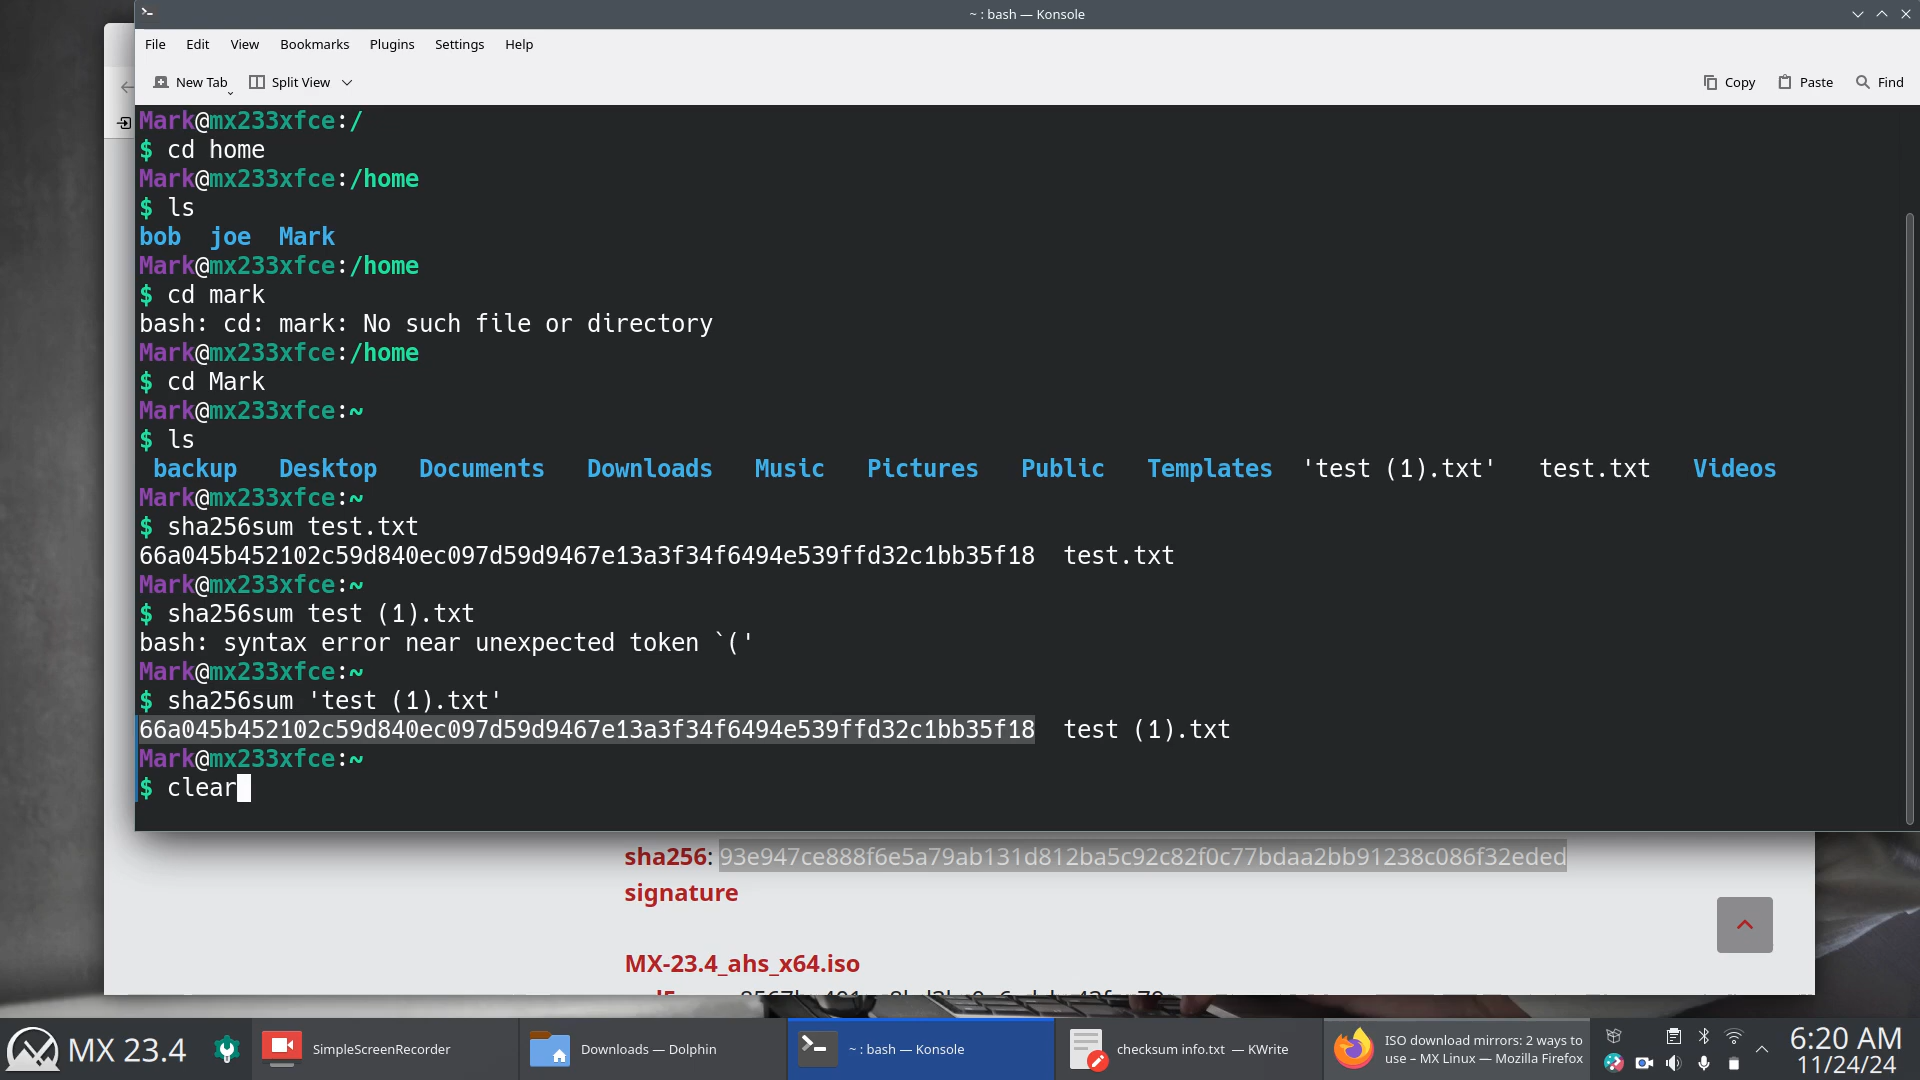 ~ : bash — Konsole
File Edit View Bookmarks Plugins Settings Help
New Tab Split View Copy Paste Find
Mark@mx233xfce:/
$ cd home
Mark@mx233xfce:/home
$ ls
bob joe Mark
Mark@mx233xfce:/home
$ cd mark
bash: cd: mark: No such file or directory
Mark@mx233xfce:/home
$ cd Mark
Mark@mx233xfce:~
$ ls
backup Desktop Documents Downloads Music Pictures Public Templates 'test (1).txt' test.txt Videos
Mark@mx233xfce:~
$ sha256sum test.txt
66a045b452102c59d840ec097d59d9467e13a3f34f6494e539ffd32c1bb35f18 test.txt
Mark@mx233xfce:~
$ sha256sum test (1).txt
bash: syntax error near unexpected token `('
Mark@mx233xfce:~
$ sha256sum 'test (1).txt'
66a045b452102c59d840ec097d59d9467e13a3f34f6494e539ffd32c1bb35f18 test (1).txt
Mark@mx233xfce:~
$ clear
sha256: 93e947ce888f6e5a79ab131d812ba5c92c82f0c77bdaa2bb91238c086f32eded
signature
MX-23.4_ahs_x64.iso
MX 23.4 SimpleScreenRecorder Downloads — Dolphin ~ : bash — Konsole checksum info.txt — KWrite
ISO download mirrors: 2 ways to
use – MX Linux — Mozilla Firefox
6:20 AM
11/24/24